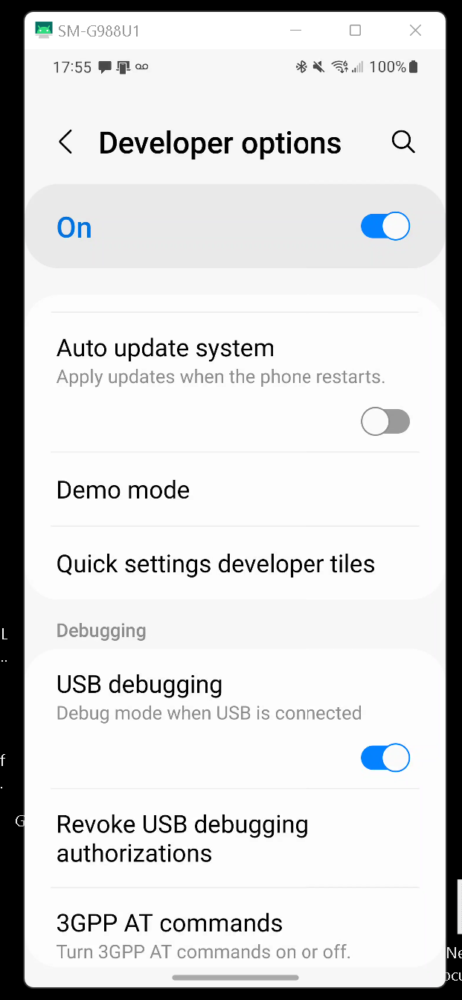 SM-G988U1
17:55 100%
Developer options
On
Auto update system
Apply updates when the phone restarts.
Demo mode
Quick settings developer tiles
L
..
Debugging
USB debugging
Debug mode when USB is connected
f
.
G
Revoke USB debugging
authorizations
3GPP AT commands
Turn 3GPP AT commands on or off.
Ne
ocu